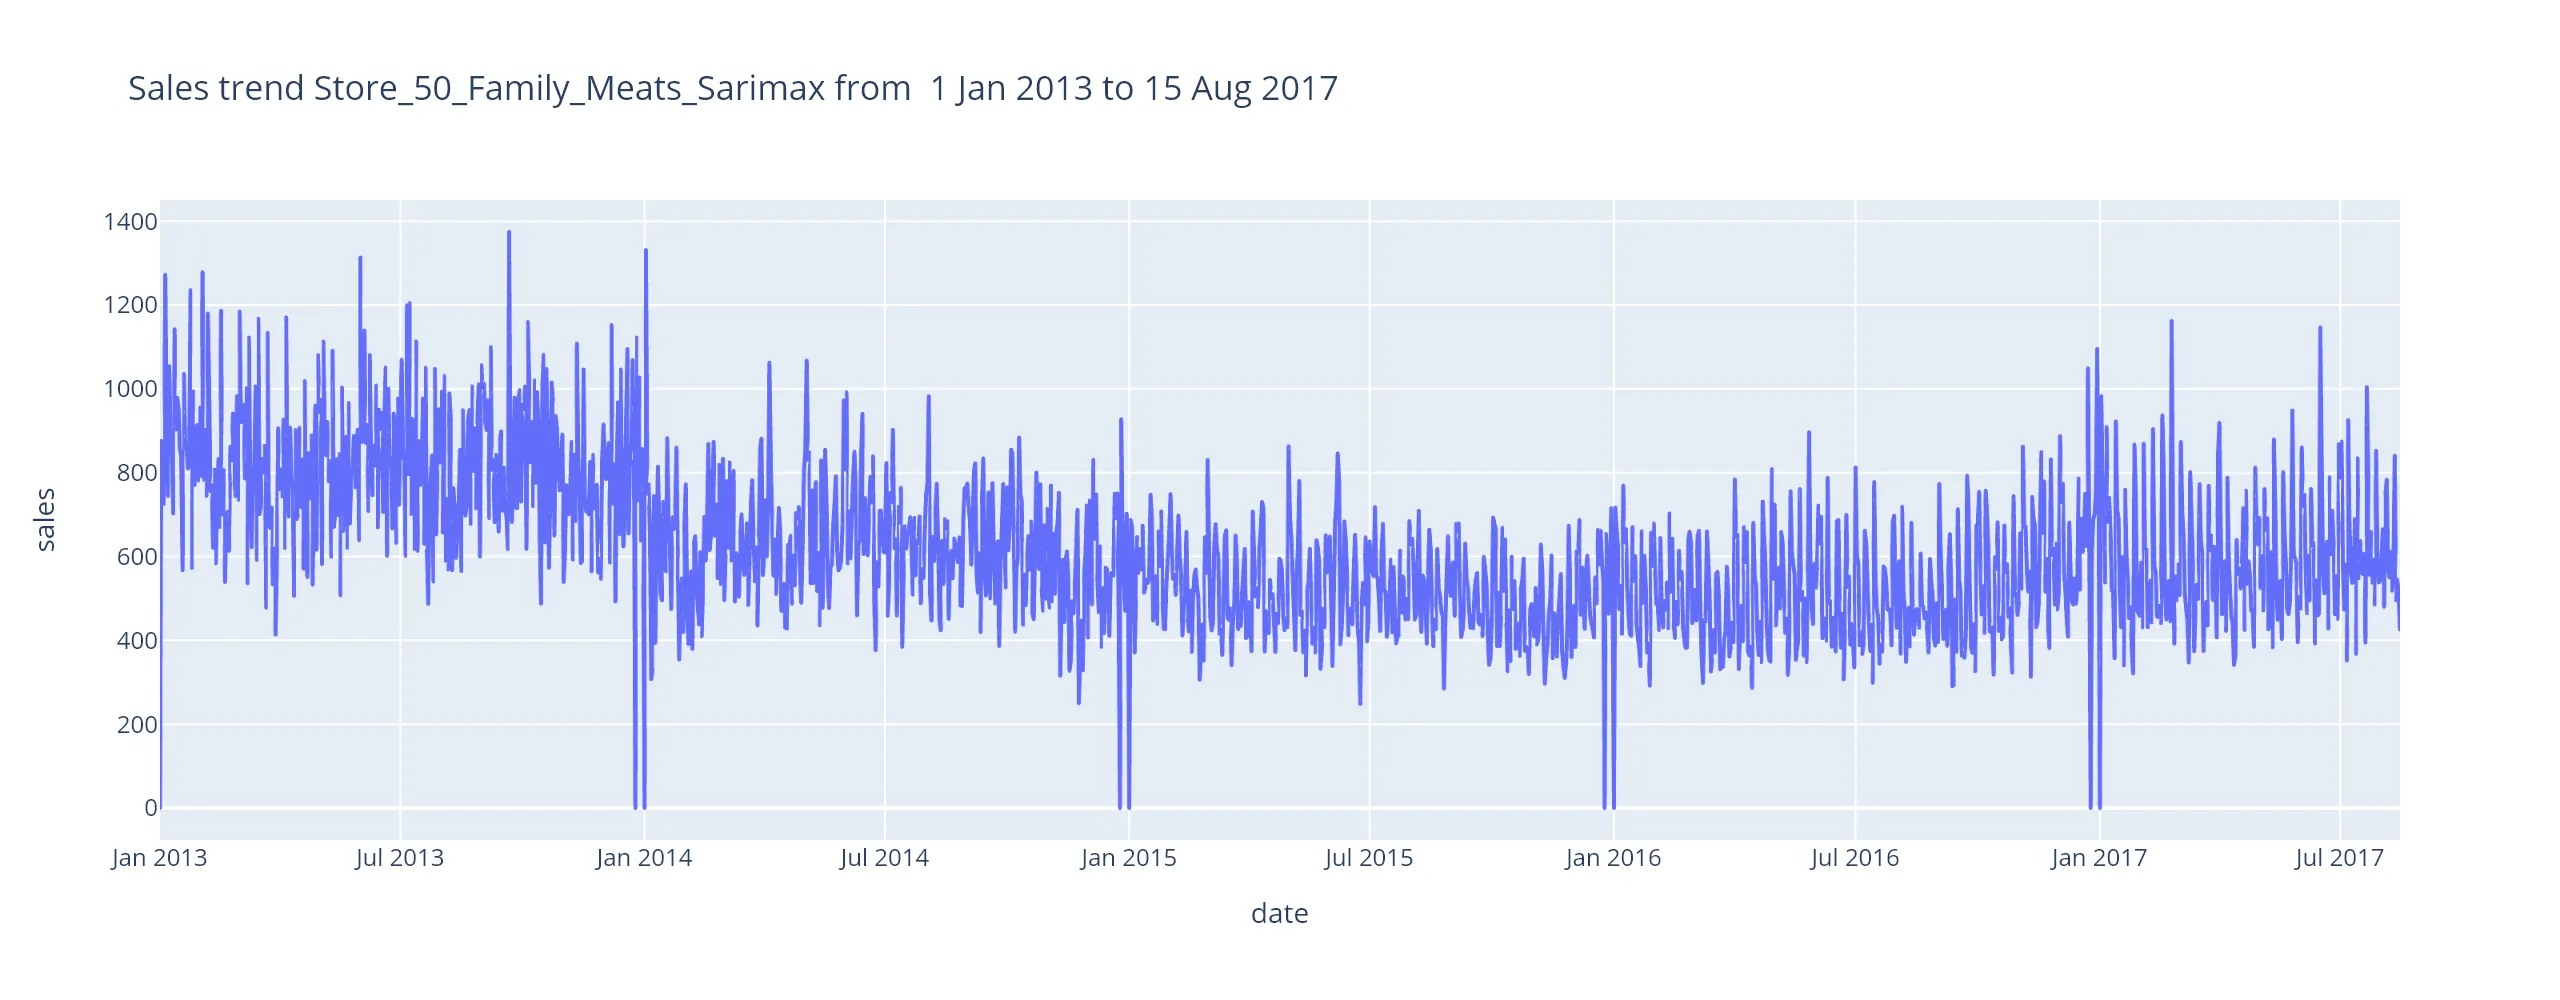 Sales trend Store_50_Family_Meats_Sarimax from  1 Jan 2013 to 15 Aug 2017
1400
1200
1000
800
600
400
200
0
sales
Jan 2013 Jul 2013 Jan 2014 Jul 2014 Jan 2015 Jul 2015 Jan 2016 Jul 2016 Jan 2017 Jul 2017
date